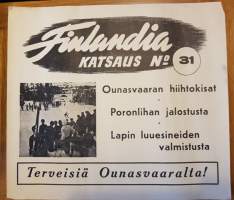 Finlandia
KATSAUS No 31
Ounasvaaran hiihtokisat
Poronlihan jalostusta
Lapin luuesineiden
valmistusta
Terveisiä Ounasvaaralta!